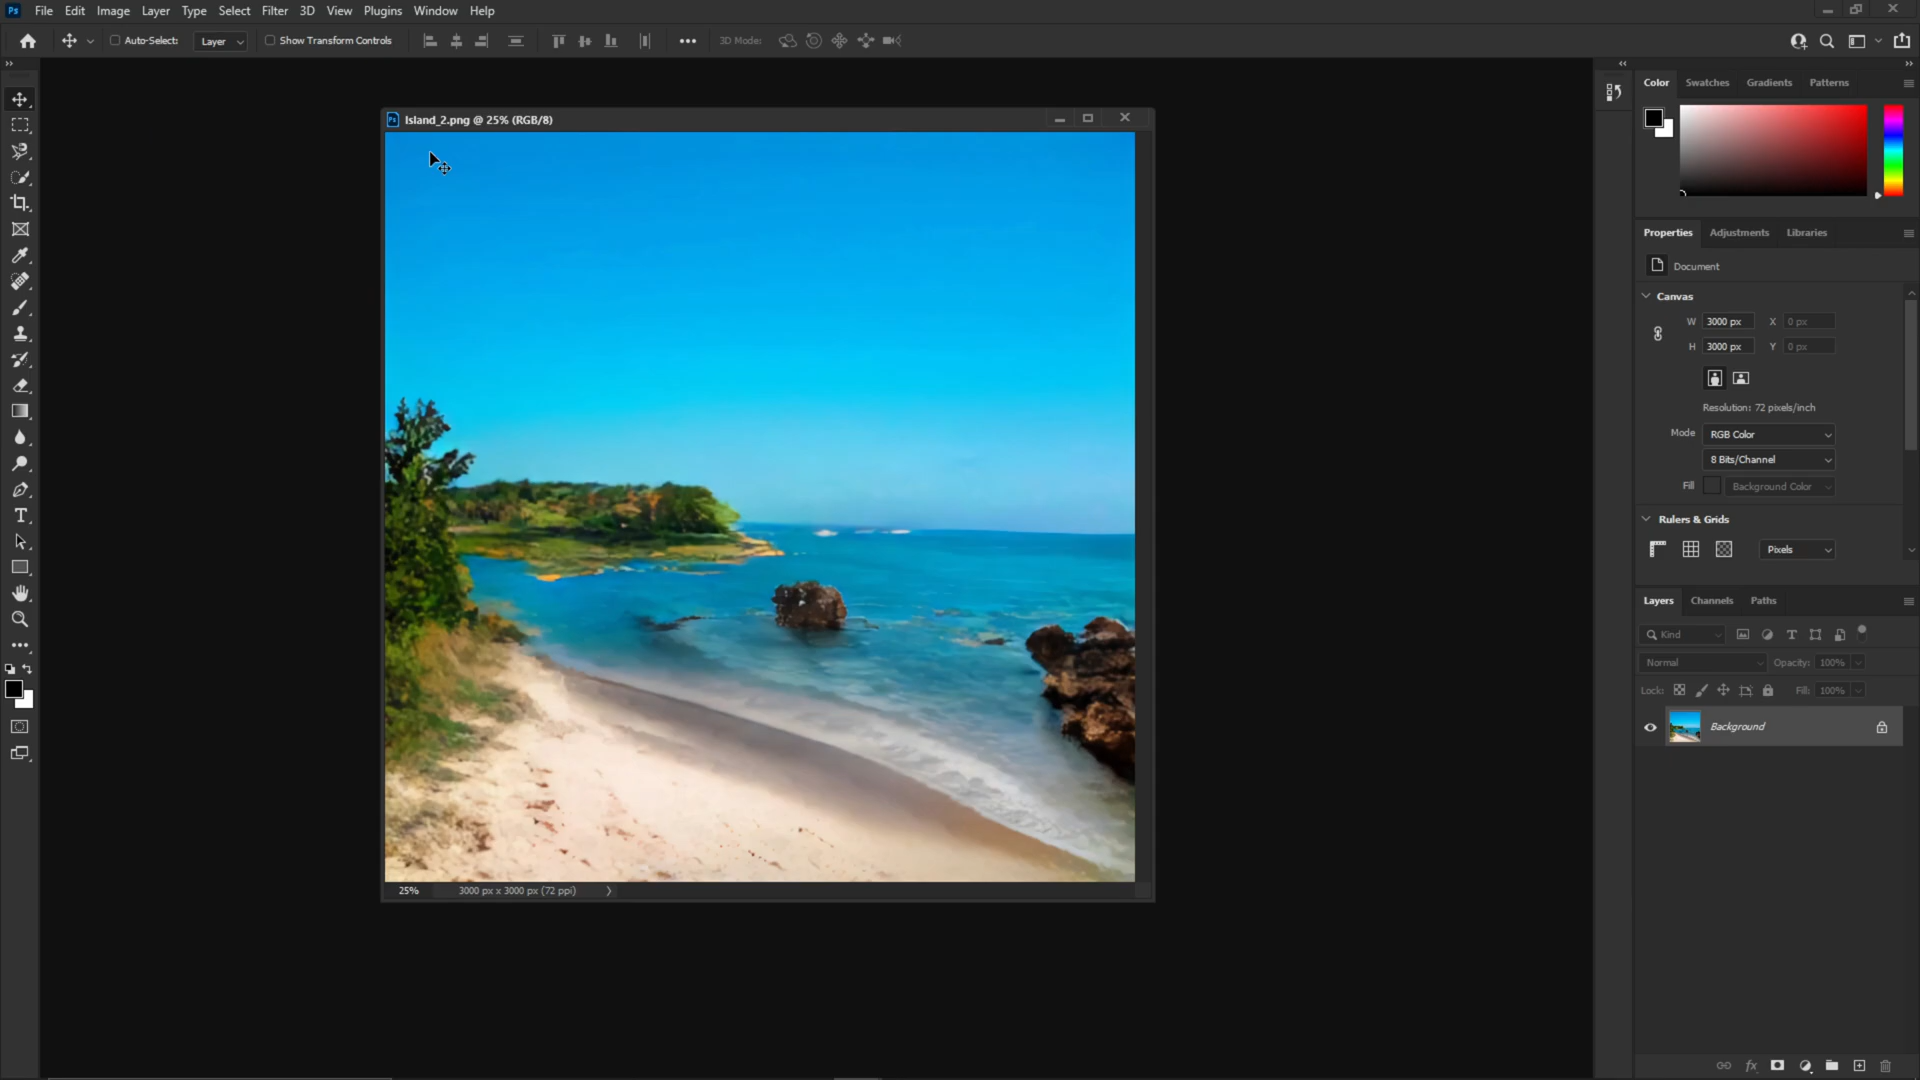 Ps File Edit Image Layer Type Select Filter 3D View Plugins Window Help
Auto-Select: Layer Show Transform Controls 3D Mode:
Ps Island_2.png @ 25% (RGB/8)
25% 3000 px x 3000 px (72 ppi)
Color Swatches Gradients Patterns
Properties Adjustments Libraries
Document
Canvas
W 3000 px X 0 px
H 3000 px Y 0 px
Resolution: 72 pixels/inch
Mode RGB Color
8 Bits/Channel
Fill Background Color
Rulers & Grids
Pixels
Layers Channels Paths
Kind
Normal Opacity: 100%
Lock: Fill: 100%
Background